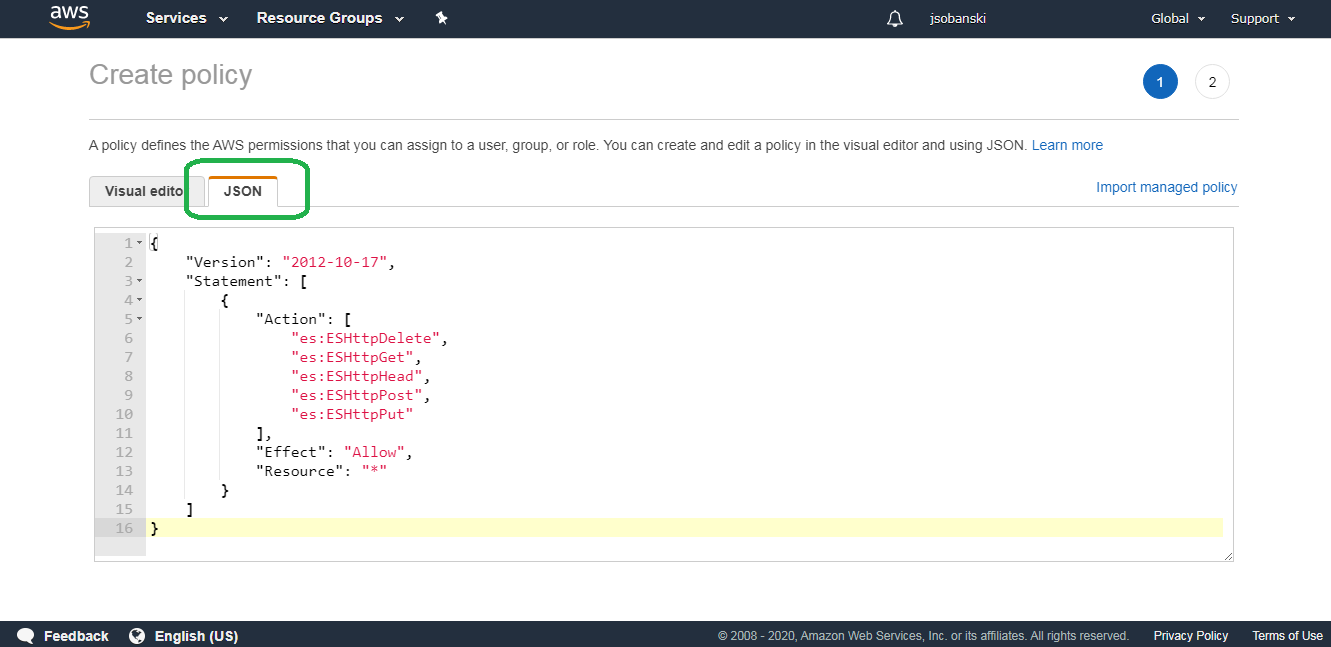 aws Services Resource Groups jsobanski Global Support
Create policy
1 2
A policy defines the AWS permissions that you can assign to a user, group, or role. You can create and edit a policy in the visual editor and using JSON. Learn more
Visual edito JSON
Import managed policy
1 {
2 "Version": "2012-10-17",
3 "Statement": [
4 {
5 "Action": [
6 "es:ESHttpDelete",
7 "es:ESHttpGet",
8 "es:ESHttpHead",
9 "es:ESHttpPost",
10 "es:ESHttpPut"
11 ],
12 "Effect": "Allow",
13 "Resource": "*"
14 }
15 ]
16 }
Feedback English (US) © 2008 - 2020, Amazon Web Services, Inc. or its affiliates. All rights reserved. Privacy Policy Terms of Use